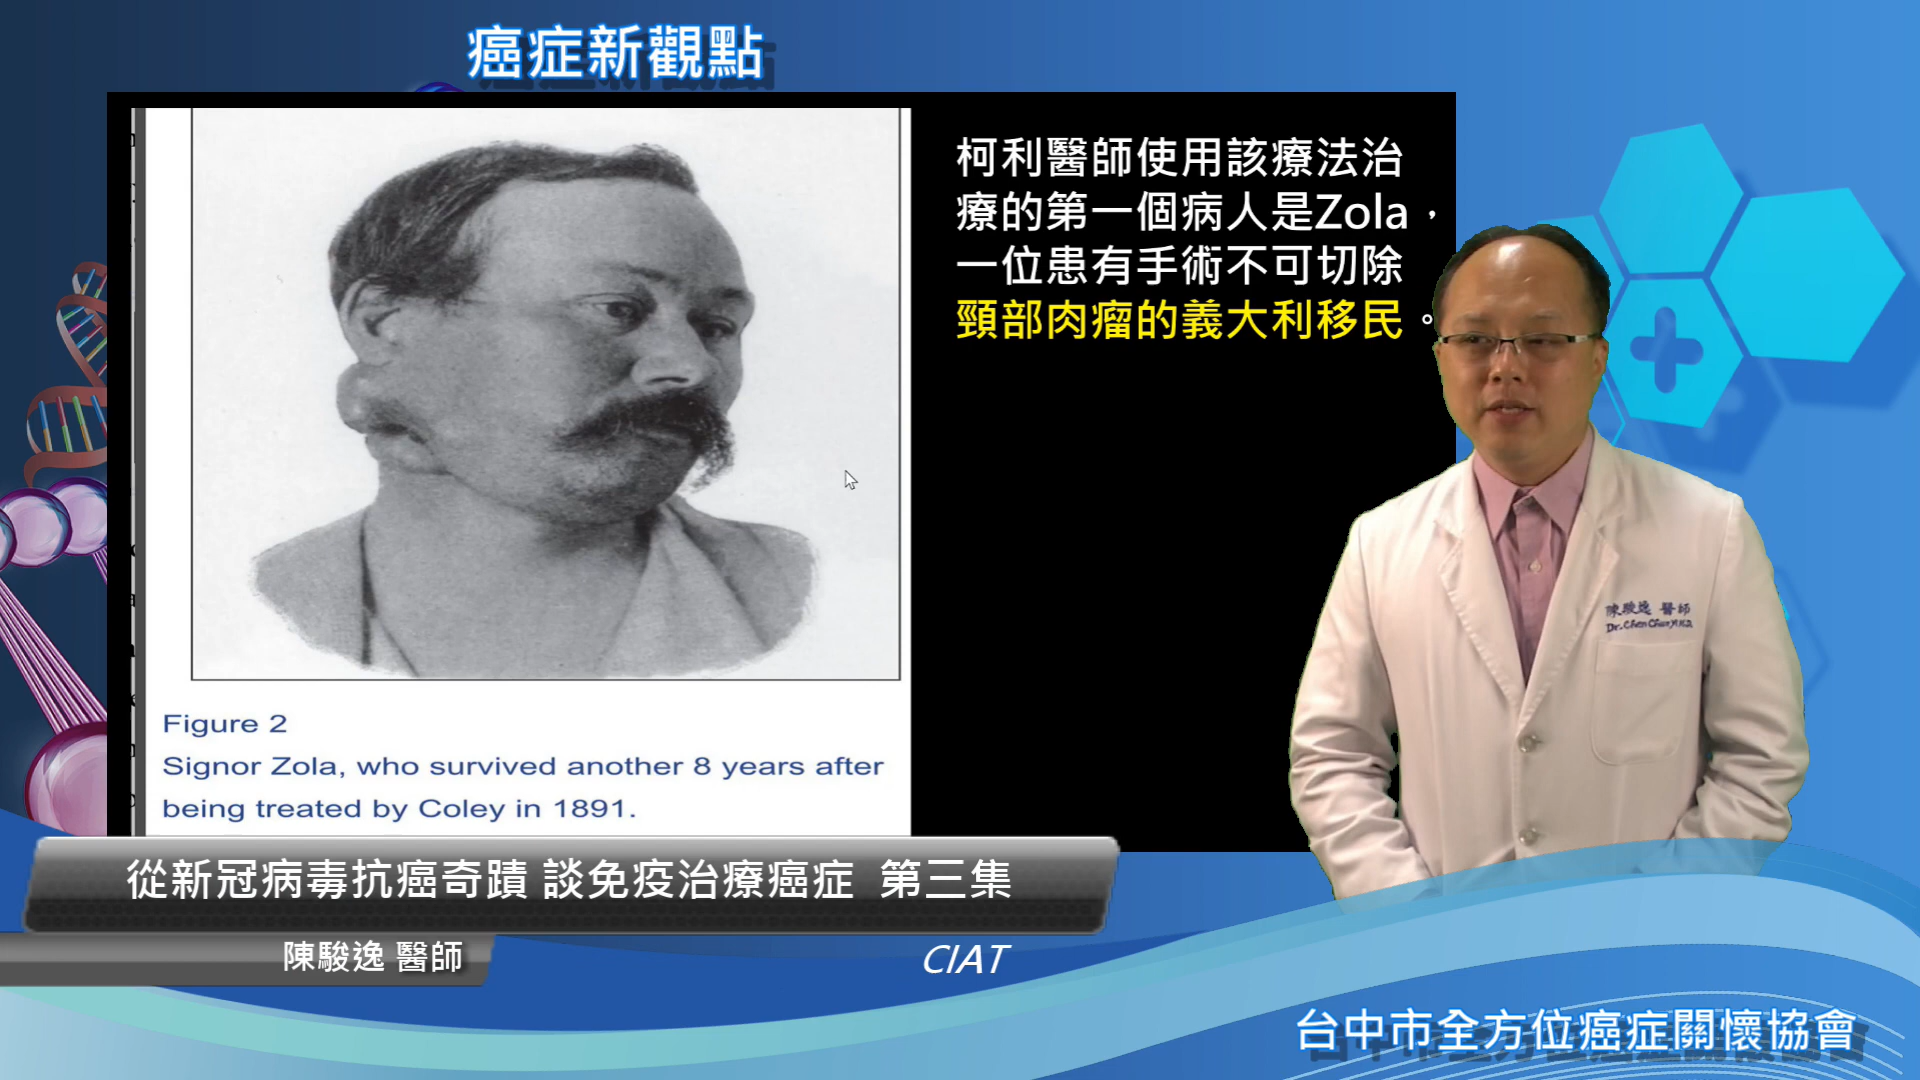 癌症新觀點
柯利醫師使用該療法治
療的第一個病人是Zola，
一位患有手術不可切除
頸部肉瘤的義大利移民。
Figure 2
Signor Zola, who survived another 8 years after
being treated by Coley in 1891.
陳駿逸 醫師
從新冠病毒抗癌奇蹟 談免疫治療癌症 第三集
陳駿逸 醫師
CIAT
台中市全方位癌症關懷協會